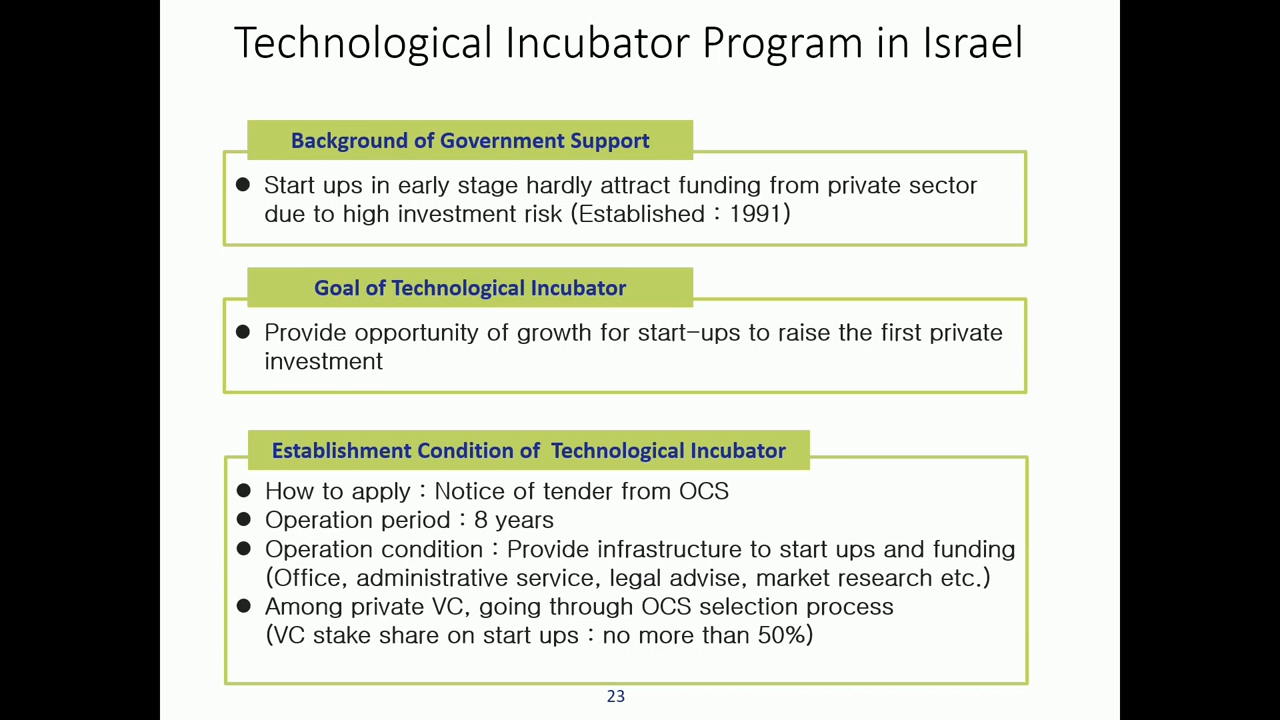 Technological Incubator Program in Israel
Background of Government Support
● Start ups in early stage hardly attract funding from private sector
due to high investment risk (Established : 1991)
Goal of Technological Incubator
● Provide opportunity of growth for start-ups to raise the first private
investment
Establishment Condition of Technological Incubator
● How to apply : Notice of tender from OCS
● Operation period : 8 years
● Operation condition : Provide infrastructure to start ups and funding
(Office, administrative service, legal advise, market research etc.)
● Among private VC, going through OCS selection process
(VC stake share on start ups : no more than 50%)
23